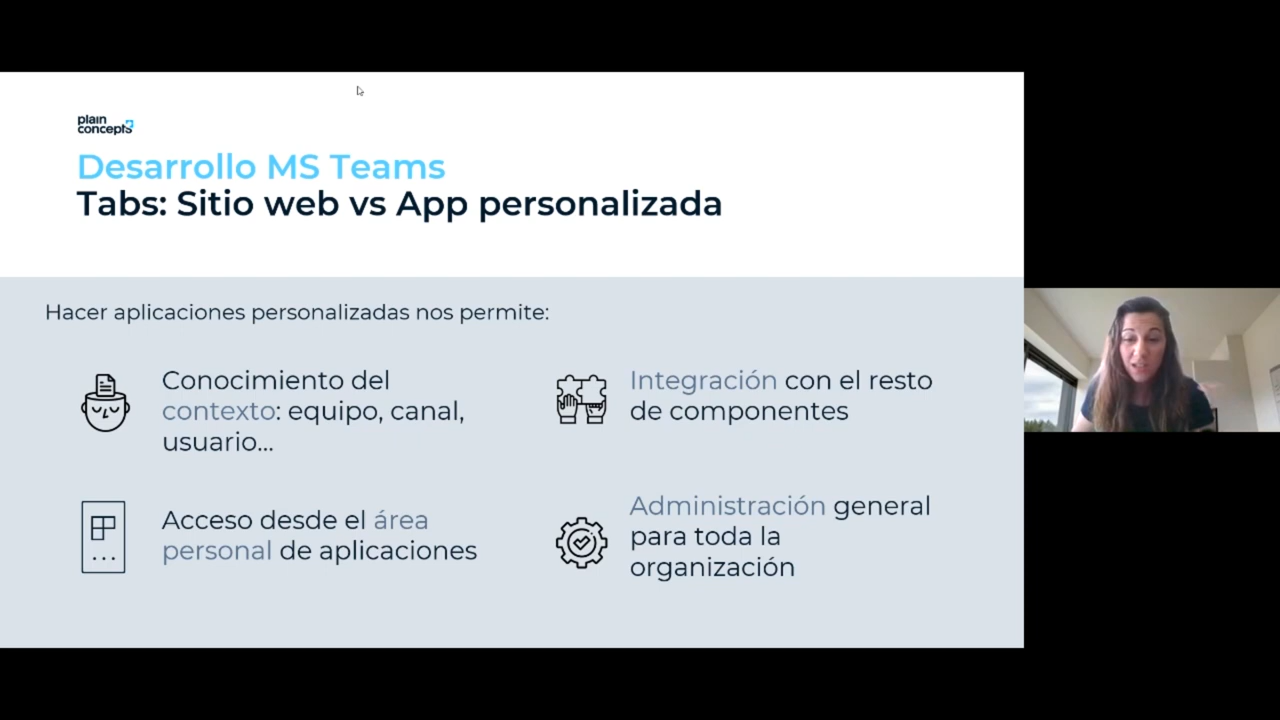 plain
concepts
Desarrollo MS Teams
Tabs: Sitio web vs App personalizada
Hacer aplicaciones personalizadas nos permite:
Conocimiento del
contexto: equipo, canal,
usuario...
Integración con el resto
de componentes
Acceso desde el área
personal de aplicaciones
Administración general
para toda la
organización